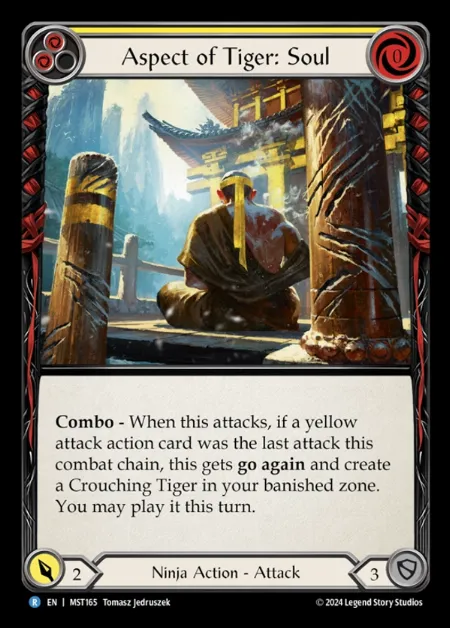 Aspect of Tiger: Soul
0
Combo - When this attacks, if a yellow
attack action card was the last attack this
combat chain, this gets go again and create
a Crouching Tiger in your banished zone.
You may play it this turn.
2
Ninja Action - Attack
3
R EN | MST165 Tomasz Jedruszek
© 2024 Legend Story Studios